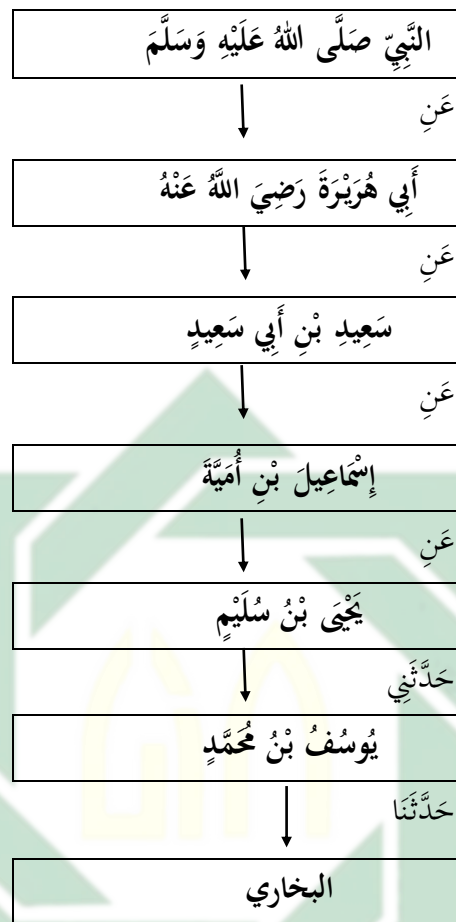 النَّبِيِّ صَلَّى اللهُ عَلَيْهِ وَسَلَّمَ
عَنِ
أَبِي هُرَيْرَةَ رَضِيَ اللَّهُ عَنْهُ
عَنِ
سَعِيدِ بْنِ أَبِي سَعِيدٍ
عَنِ
إِسْمَاعِيلَ بْنِ أُمَيَّةَ
عَنِ
يَحْيَى بْنُ سُلَيْمٍ
حَدَّثَنِي
يُوسُفُ بْنُ مُحَمَّدٍ
حَدَّثَنَا
البخاري